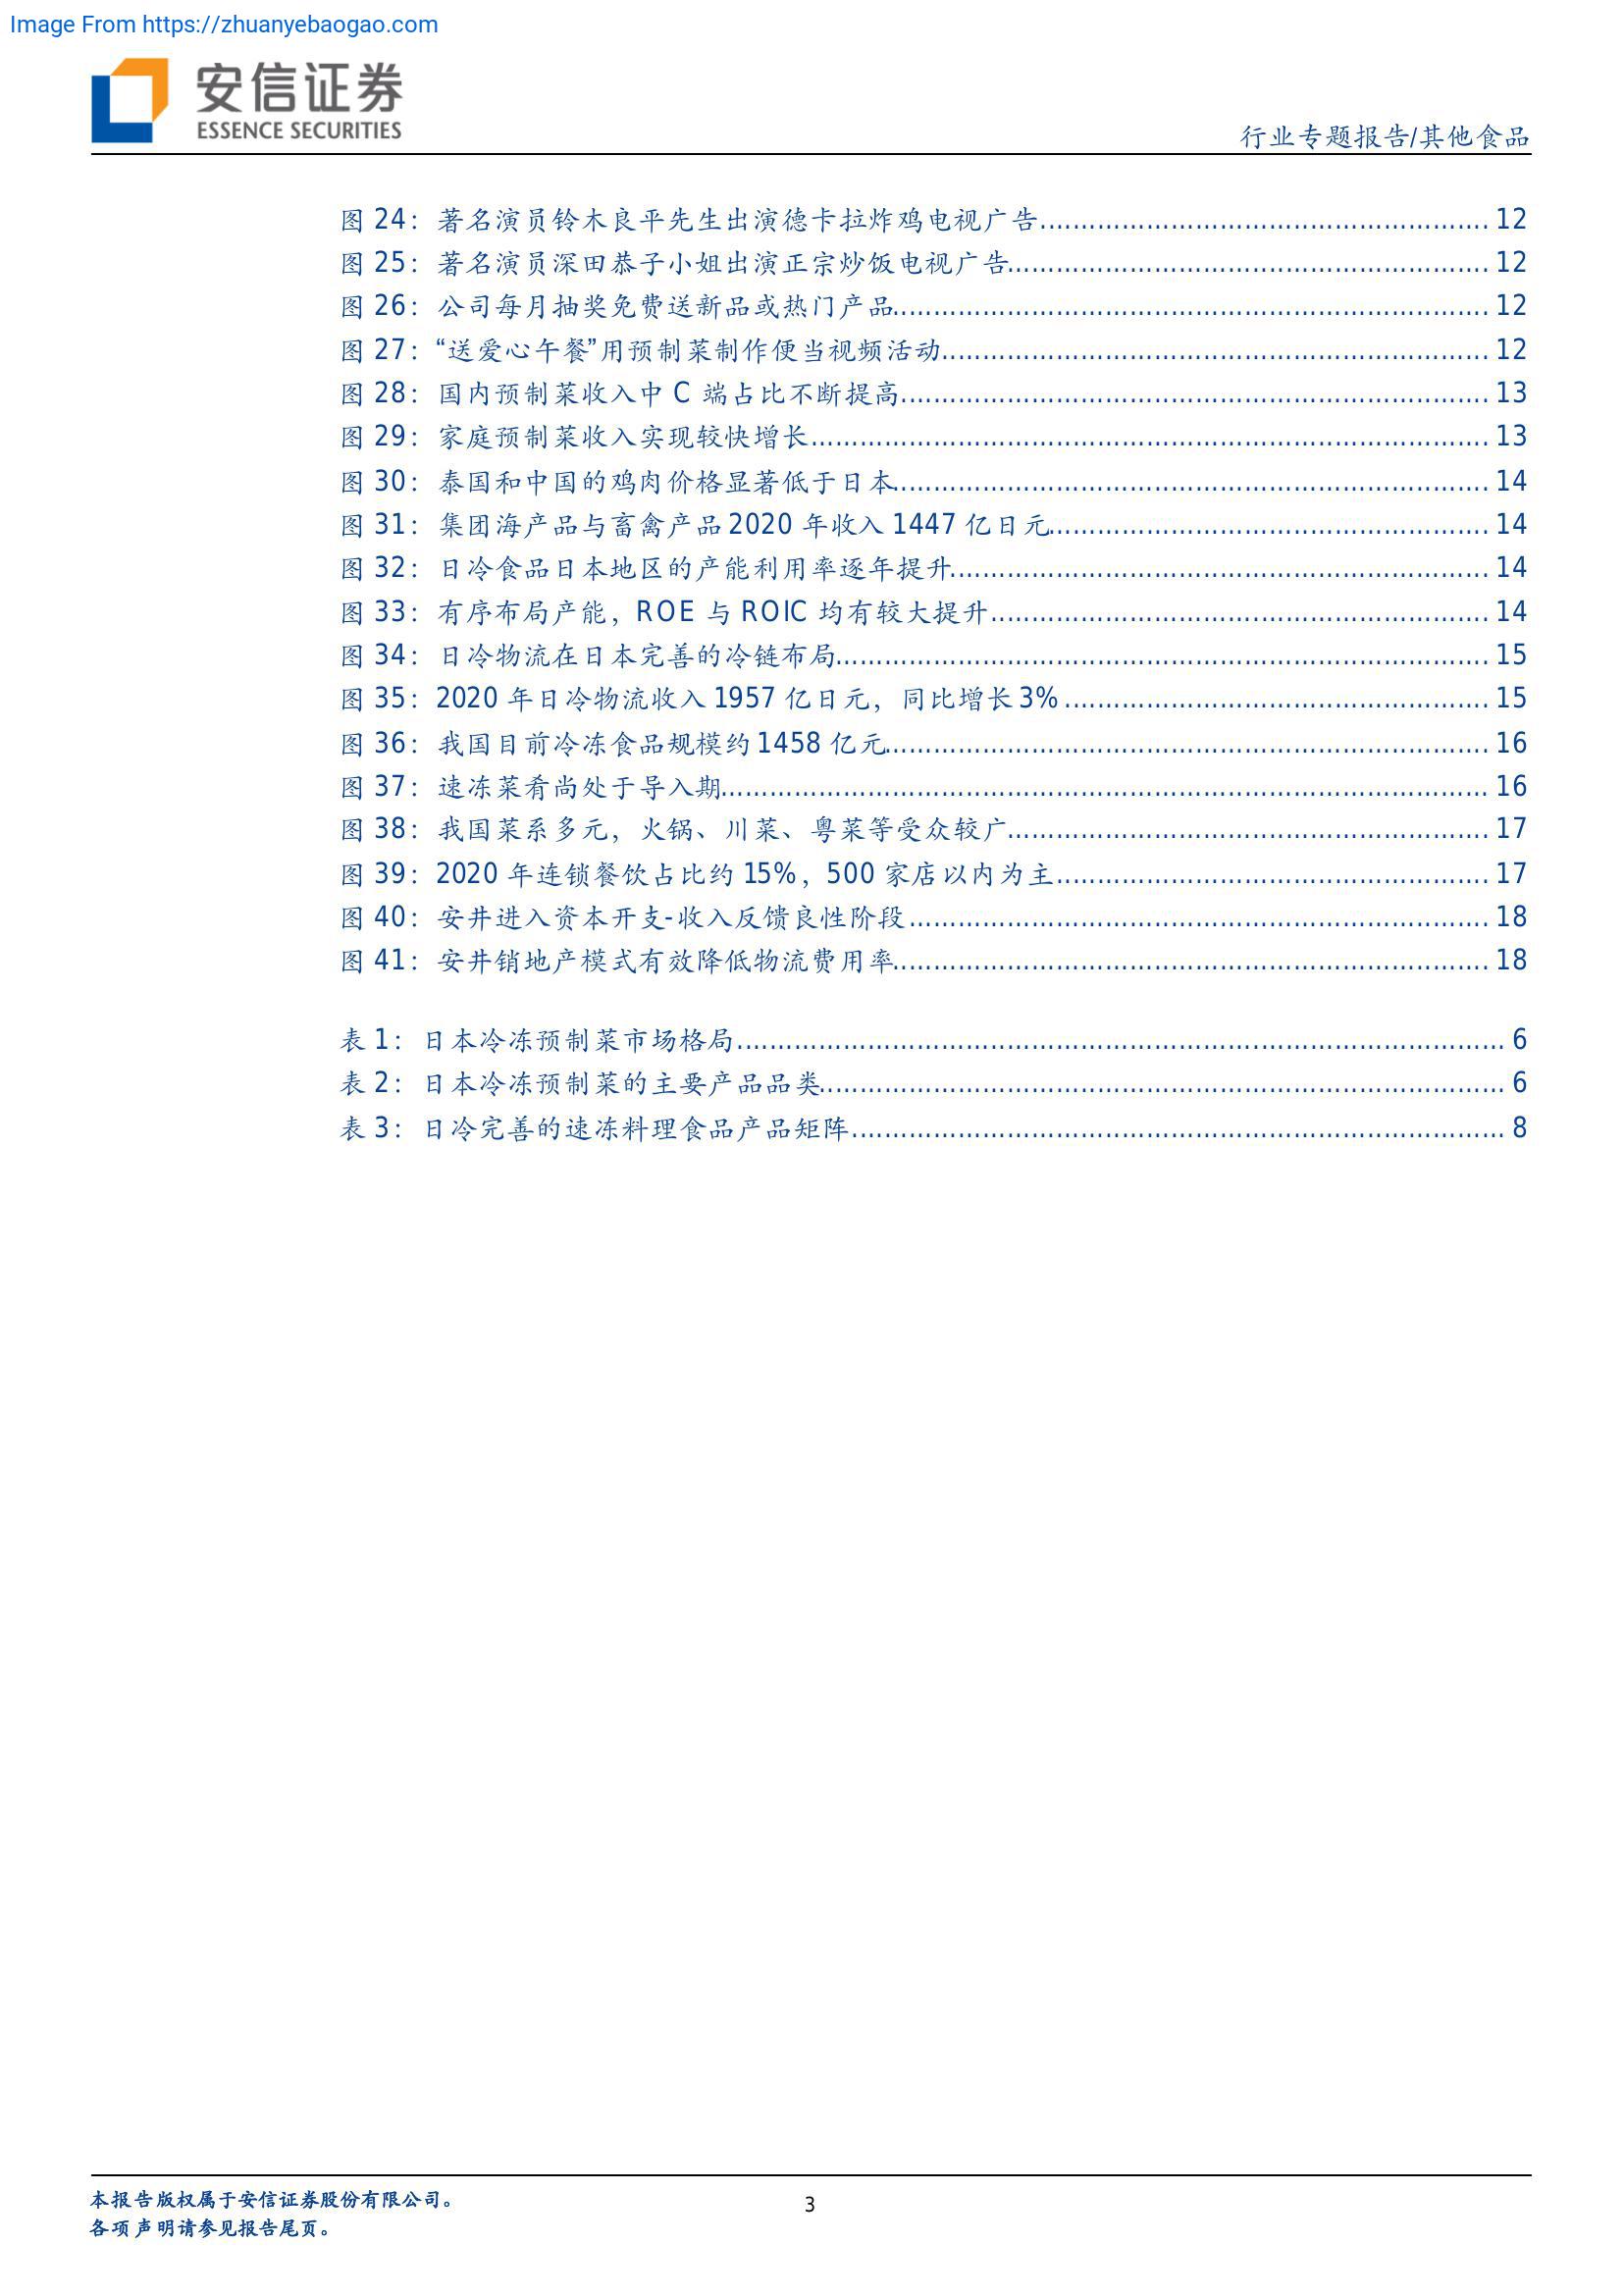 Image From https://zhuanyebaogao.com
安信证券
ESSENCE SECURITIES
行业专题报告/其他食品
图 24：著名演员铃木良平先生出演德卡拉炸鸡电视广告 12
图 25：著名演员深田恭子小姐出演正宗炒饭电视广告 12
图 26：公司每月抽奖免费送新品或热门产品 12
图 27：“送爱心午餐”用预制菜制作便当视频活动 12
图 28：国内预制菜收入中 C 端占比不断提高 13
图 29：家庭预制菜收入实现较快增长 13
图 30：泰国和中国的鸡肉价格显著低于日本 14
图 31：集团海产品与畜禽产品 2020 年收入 1447 亿日元 14
图 32：日冷食品日本地区的产能利用率逐年提升 14
图 33：有序布局产能，ROE 与 ROIC 均有较大提升 14
图 34：日冷物流在日本完善的冷链布局 15
图 35：2020 年日冷物流收入 1957 亿日元，同比增长 3% 15
图 36：我国目前冷冻食品规模约 1458 亿元 16
图 37：速冻菜肴尚处于导入期 16
图 38：我国菜系多元，火锅、川菜、粤菜等受众较广 17
图 39：2020 年连锁餐饮占比约 15%，500 家店以内为主 17
图 40：安井进入资本开支-收入反馈良性阶段 18
图 41：安井销地产模式有效降低物流费用率 18
表 1：日本冷冻预制菜市场格局 6
表 2：日本冷冻预制菜的主要产品品类 6
表 3：日冷完善的速冻料理食品产品矩阵 8
本报告版权属于安信证券股份有限公司。
3
各项声明请参见报告尾页。